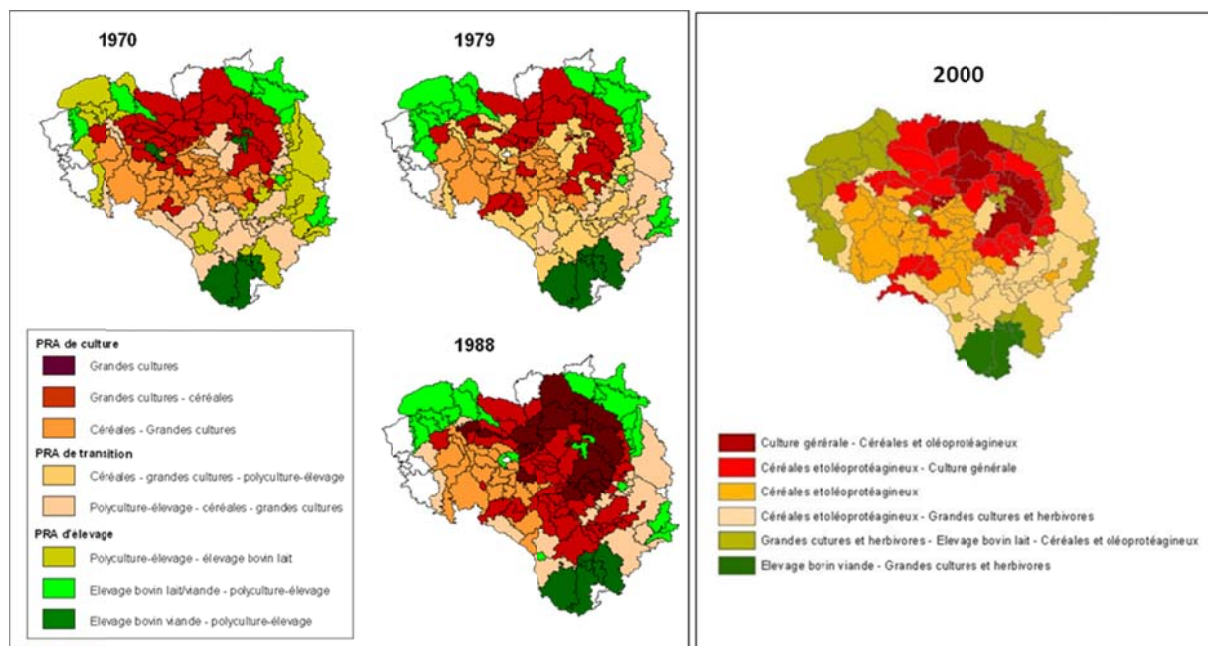 1970
1979
2000
1988
PRA de culture
Grandes cultures
Grandes cultures - céréales
Céréales - Grandes cultures
PRA de transition
Céréales - grandes cultures - polyculture-élevage
Polyculture-élevage - céréales - grandes cultures
PRA d'élevage
Polyculture-élevage - élevage bovin lait
Elevage bovin lait/viande - polyculture-élevage
Elevage bovin viande - polyculture-élevage
Culture gérérale - Céréales et oléoprotéagineux
Céréales etoléoprotéagineux - Culture générale
Céréales etoléoprotéagineux
Céréales etoléoprotéagineux - Grandes cultures et herbivores
Grandes cutures et herbivores - Elevage bovin lait - Céréales et oléoprotéagineux
Elevage bovin viande - Grandes cultures et herbivores